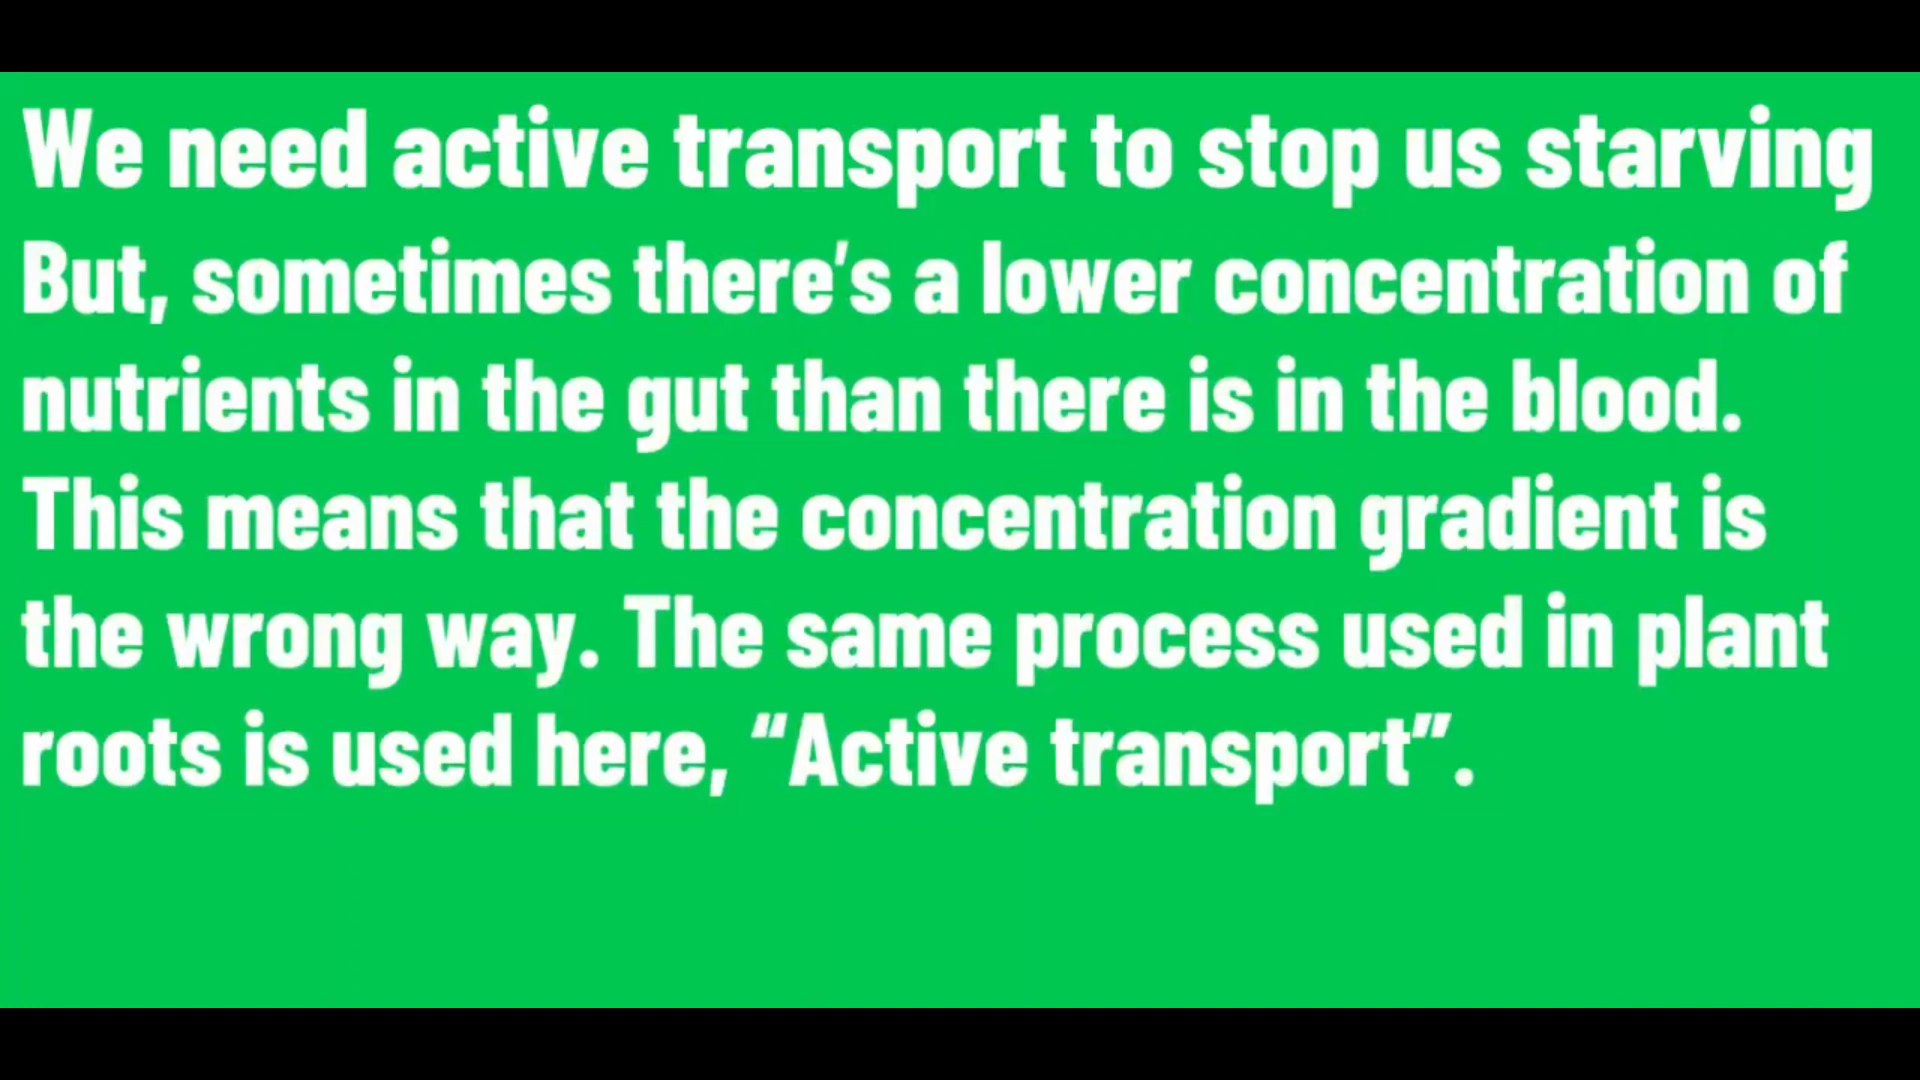 We need active transport to stop us starving
But, sometimes there's a lower concentration of
nutrients in the gut than there is in the blood.
This means that the concentration gradient is
the wrong way. The same process used in plant
roots is used here, “Active transport”.